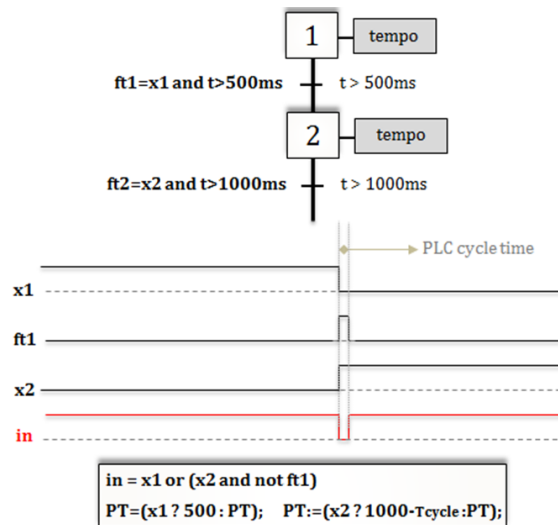 1 tempo
ft1=x1 and t>500ms t > 500ms
2 tempo
ft2=x2 and t>1000ms t > 1000ms
PLC cycle time
x1
ft1
x2
in
in = x1 or (x2 and not ft1)
PT=(x1 ? 500 : PT); PT:=(x2 ? 1000-Tcycle:PT);